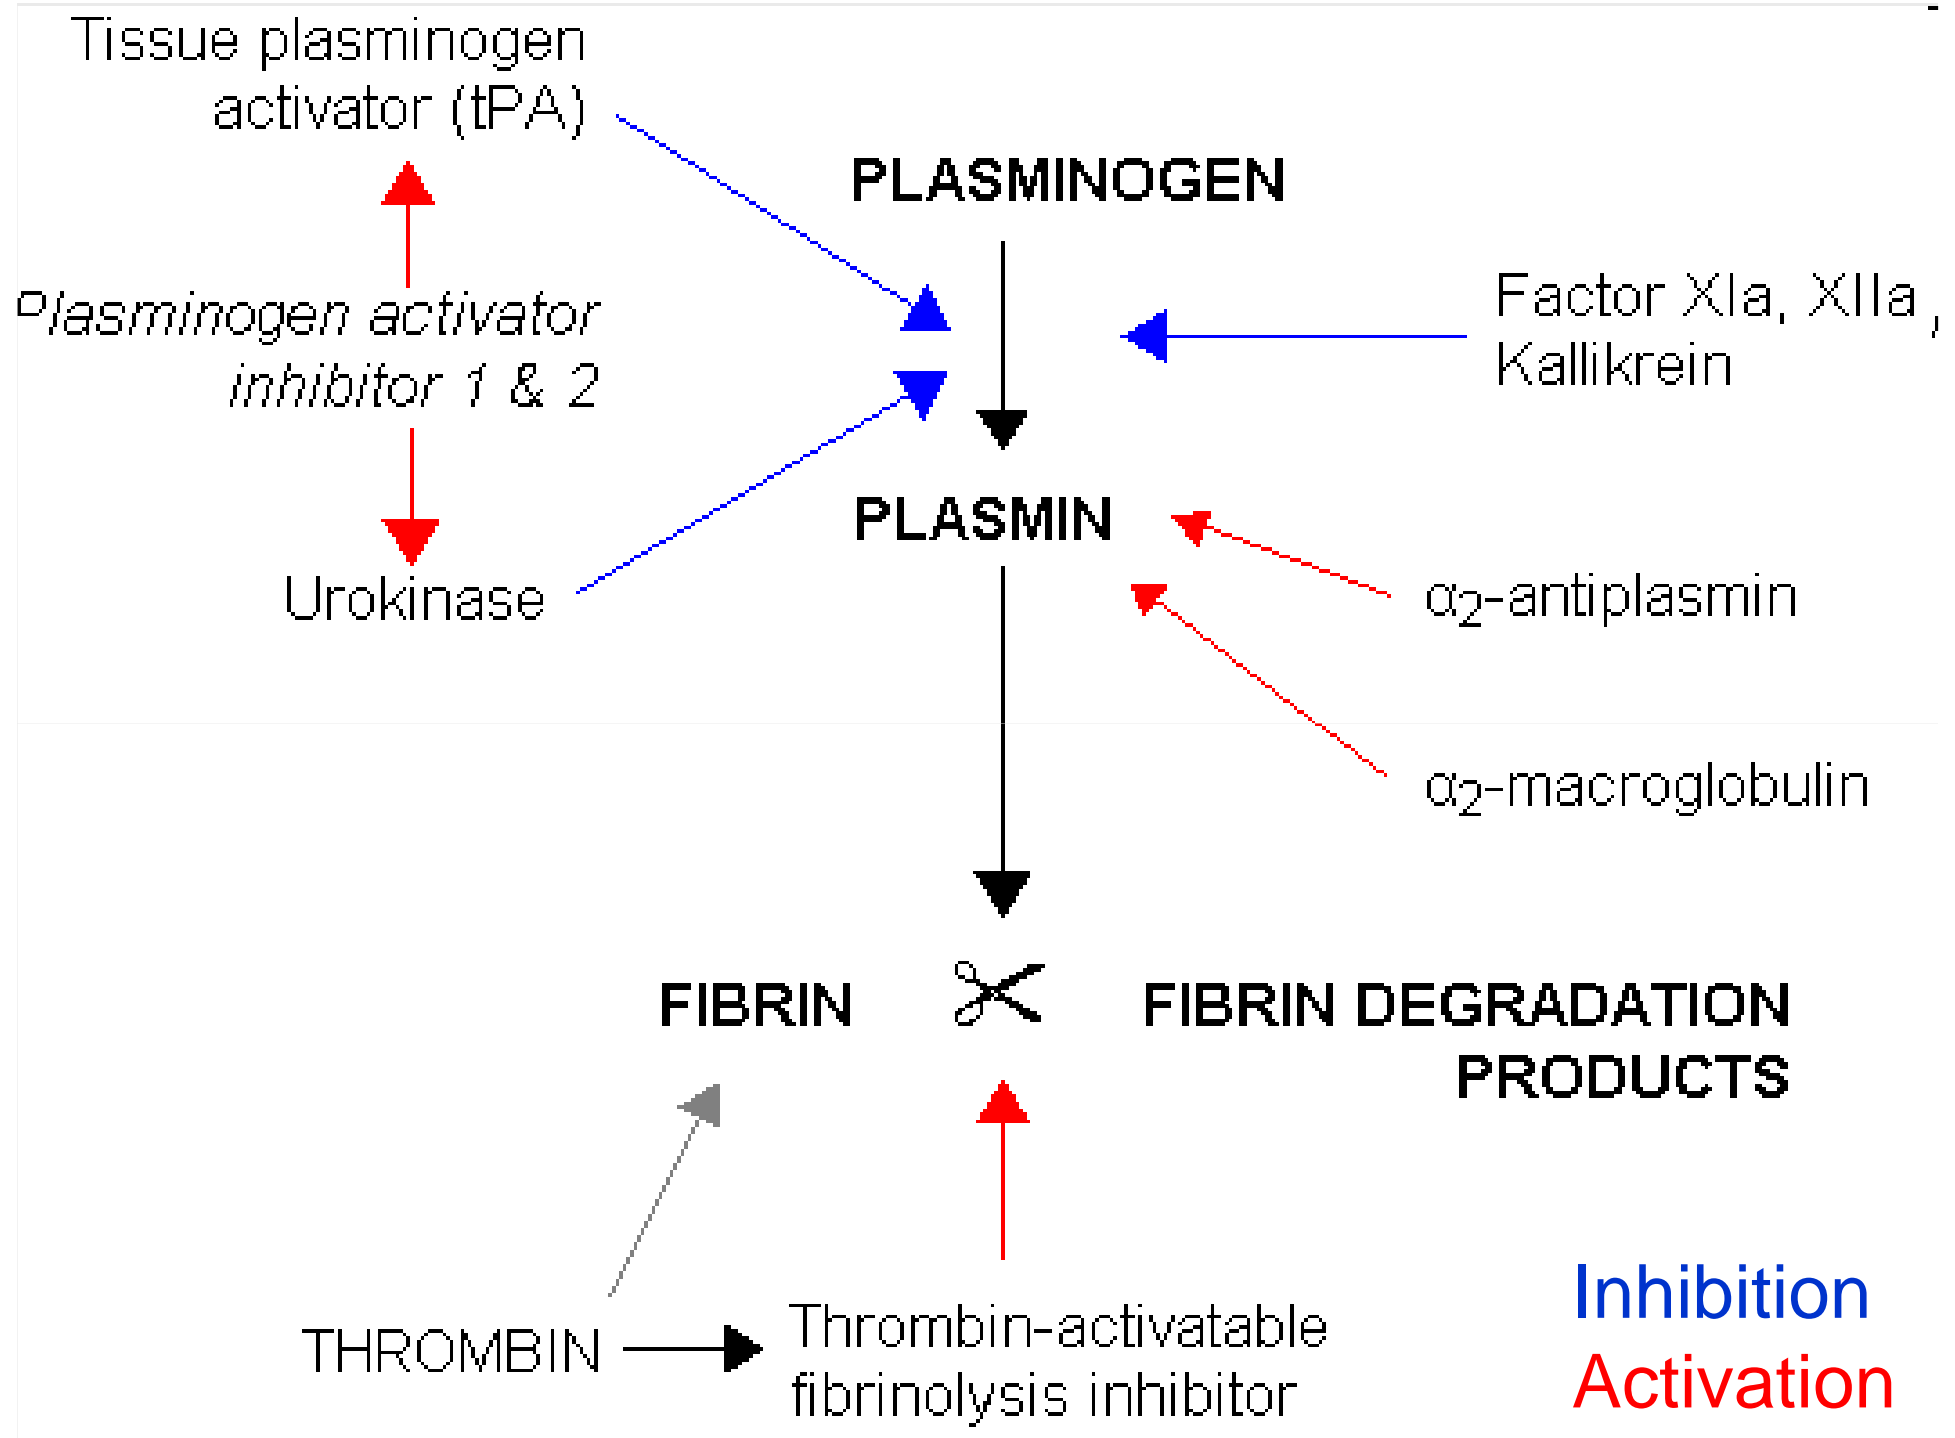 Tissue plasminogen
activator (tPA)
PLASMINOGEN
Factor XIa, XIIa,
Kallikrein
Plasminogen activator
inhibitor 1 & 2
PLASMIN
Urokinase
α2-antiplasmin
α2-macroglobulin
FIBRIN
FIBRIN DEGRADATION
PRODUCTS
THROMBIN
Thrombin-activatable
fibrinolysis inhibitor
Inhibition
Activation